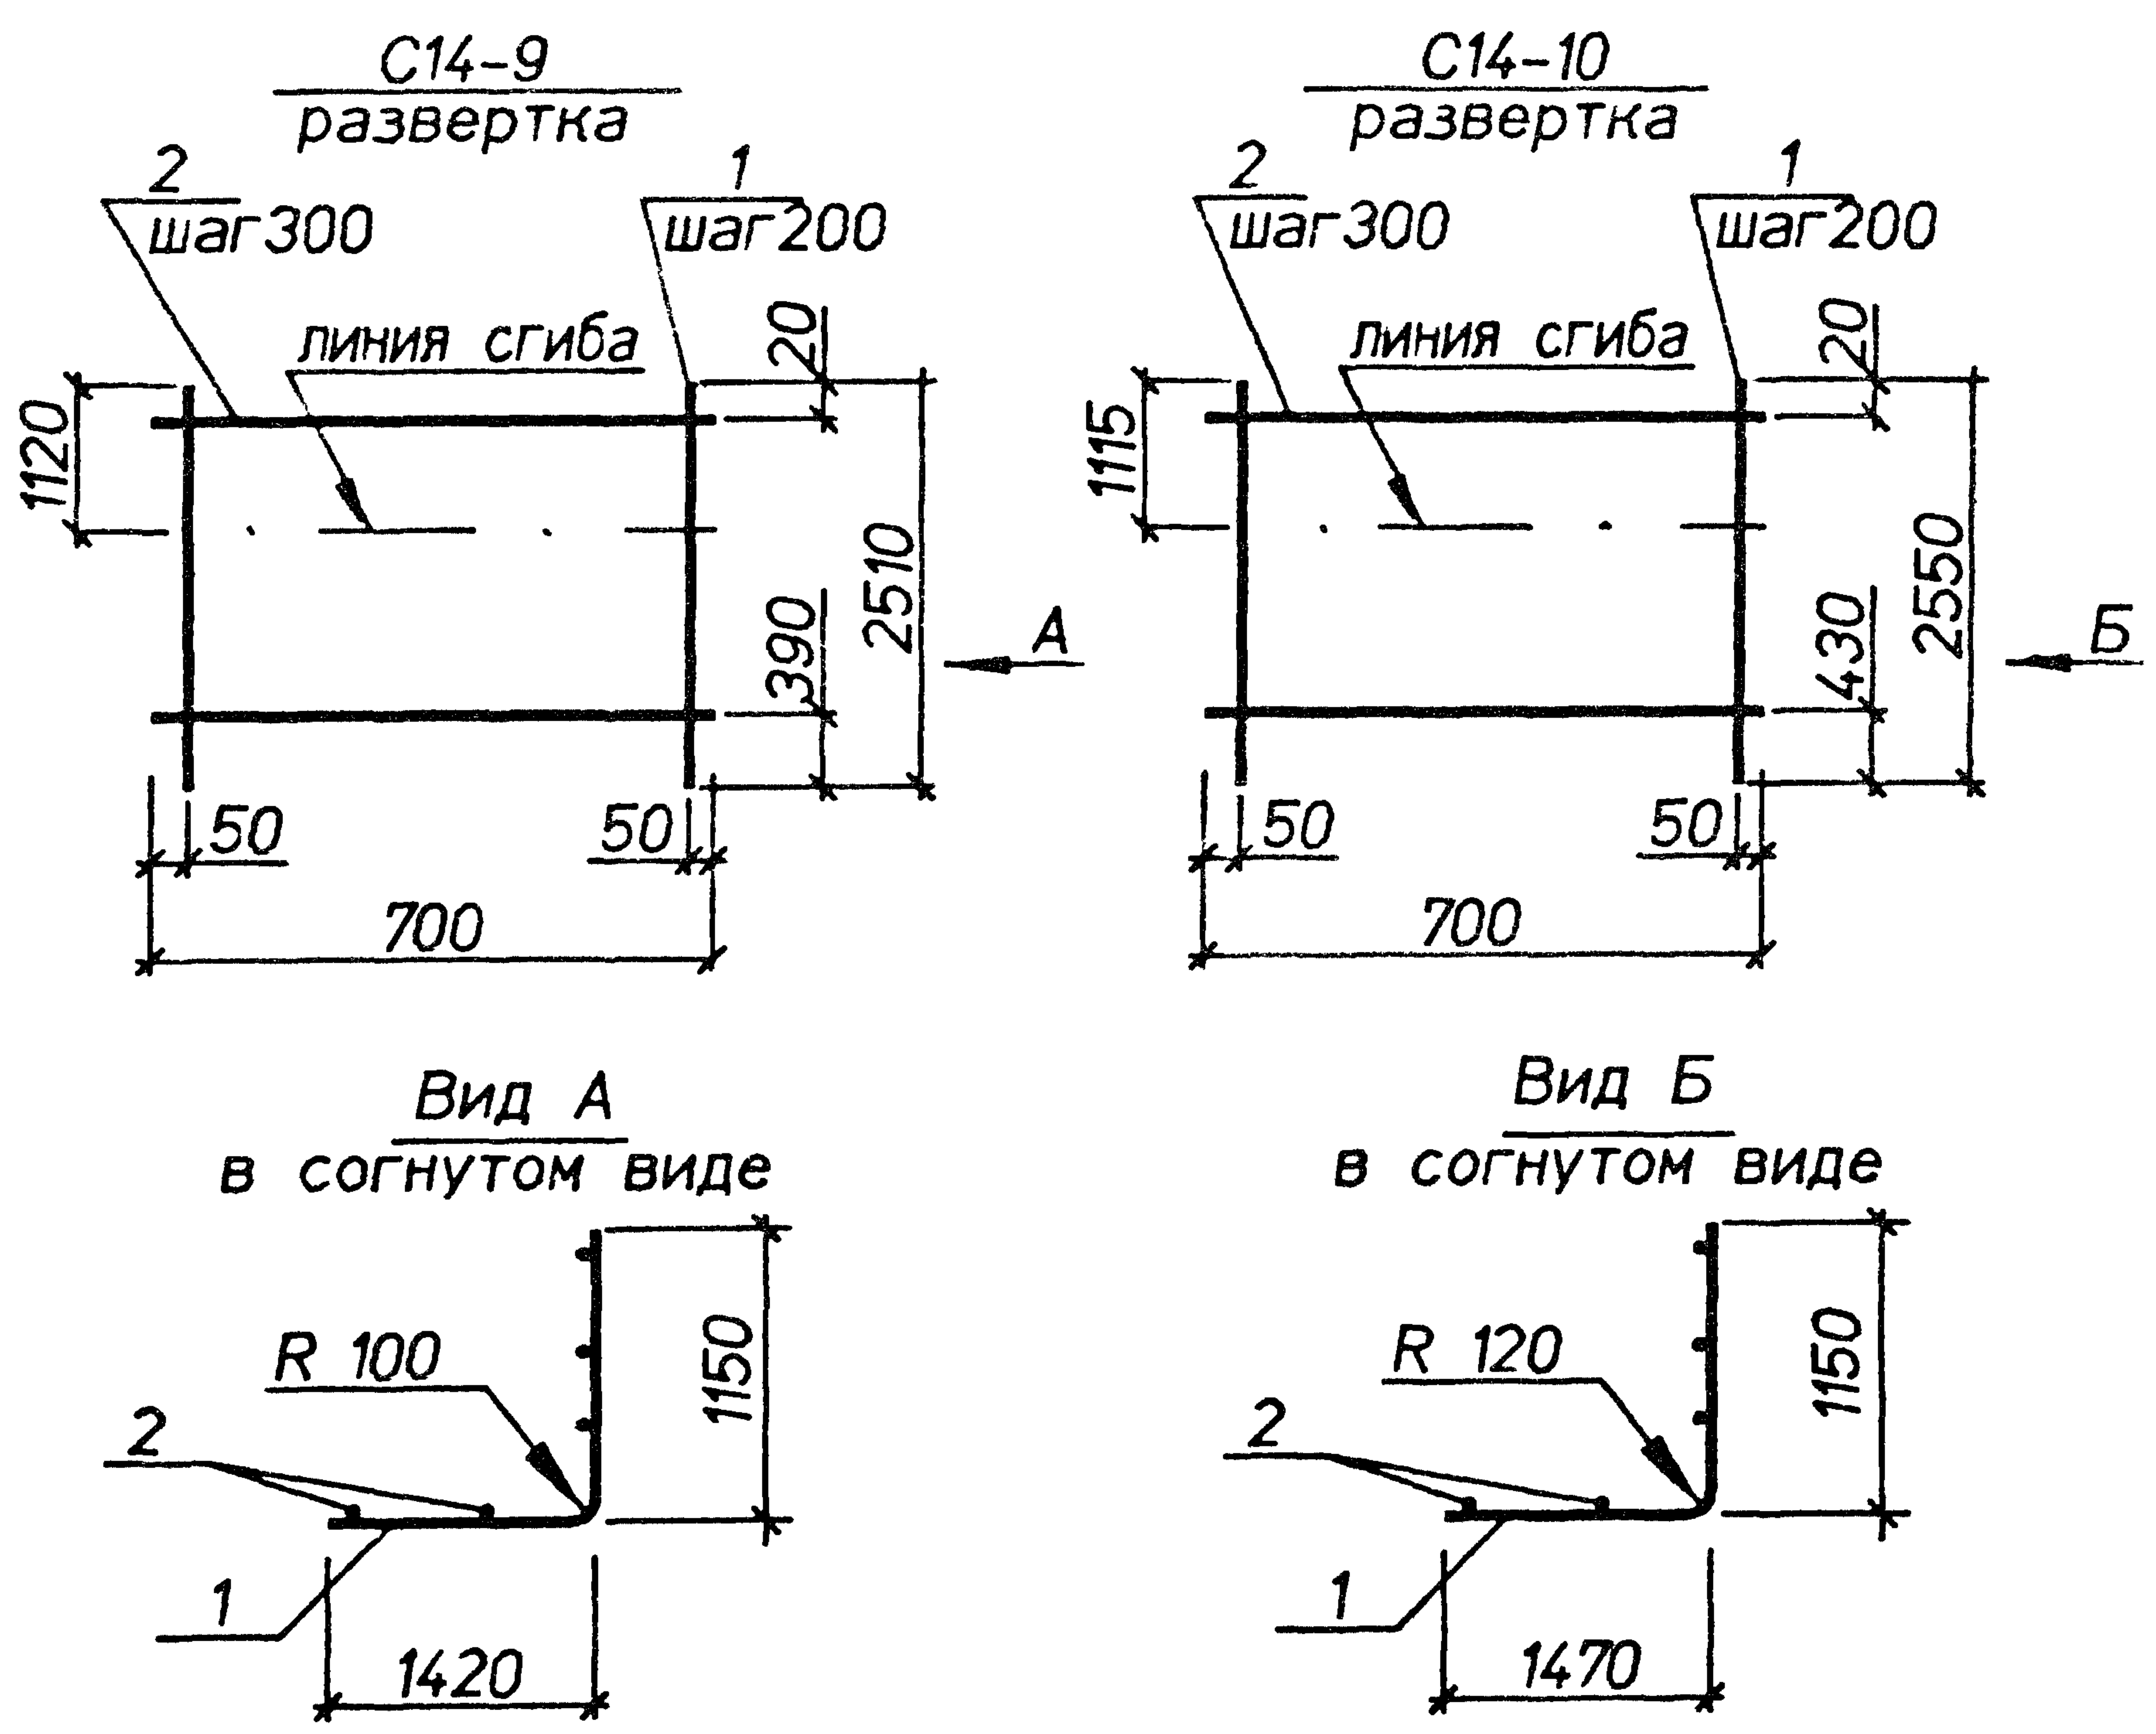 С14-9
развертка
2
шаг300
1
шаг200
линия сгиба
20
1120
2510
390
А
50
50
700
С14-10
развертка
2
шаг300
1
шаг200
линия сгиба
20
1115
2550
430
Б
50
50
700
Вид А
в согнутом виде
R 100
1150
2
1
1420
Вид Б
в согнутом виде
R 120
1150
2
1
1470